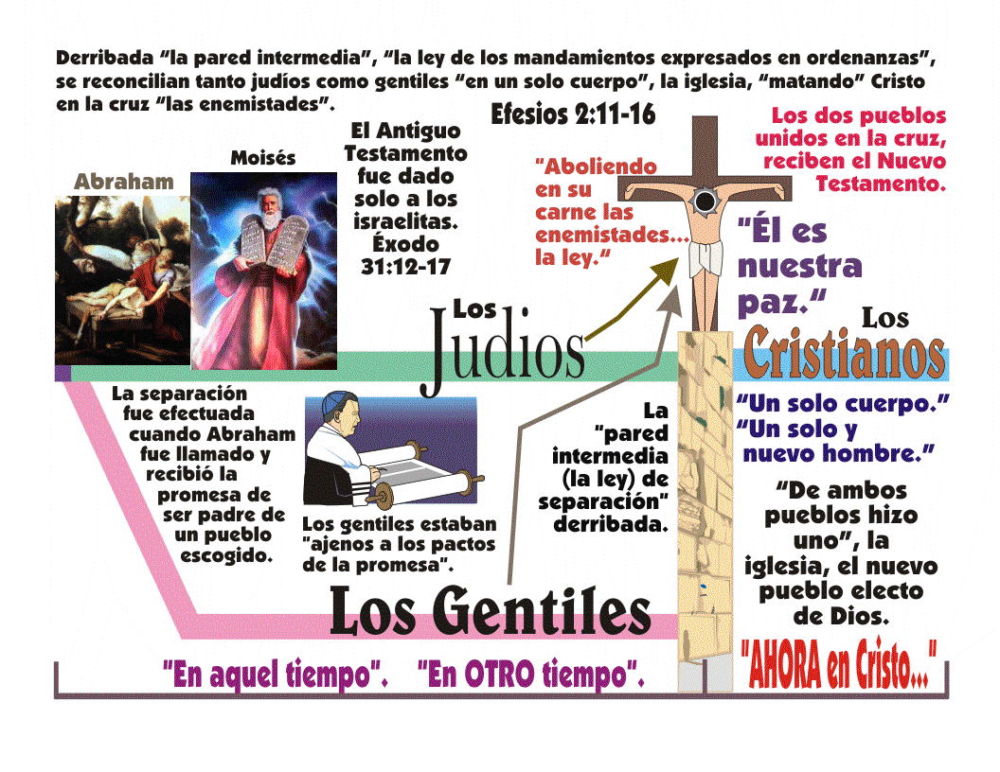 Derribada “la pared intermedia”, “la ley de los mandamientos expresados en ordenanzas”,
se reconcilian tanto judíos como gentiles “en un solo cuerpo”, la iglesia, “matando” Cristo
en la cruz “las enemistades”.
Efesios 2:11-16
Abraham
Moisés
El Antiguo
Testamento
fue dado
solo a los
israelitas.
Éxodo
31:12-17
"Aboliendo
en su
carne las
enemistades...
la ley.“
Los dos pueblos
unidos en la cruz,
reciben el Nuevo
Testamento.
"Él es
nuestra
paz.“
Los
Judios
Los
Cristianos
La separación
fue efectuada
cuando Abraham
fue llamado y
recibió la
promesa de
ser padre de
un pueblo
escogido.
Los gentiles estaban
"ajenos a los pactos
de la promesa".
La
"pared
intermedia
(la ley) de
separación"
derribada.
“Un solo cuerpo.”
“Un solo y
nuevo hombre.”
“De ambos
pueblos hizo
uno”, la
iglesia, el nuevo
pueblo electo
de Dios.
Los Gentiles
"En aquel tiempo". "En OTRO tiempo".
"AHORA en Cristo... "